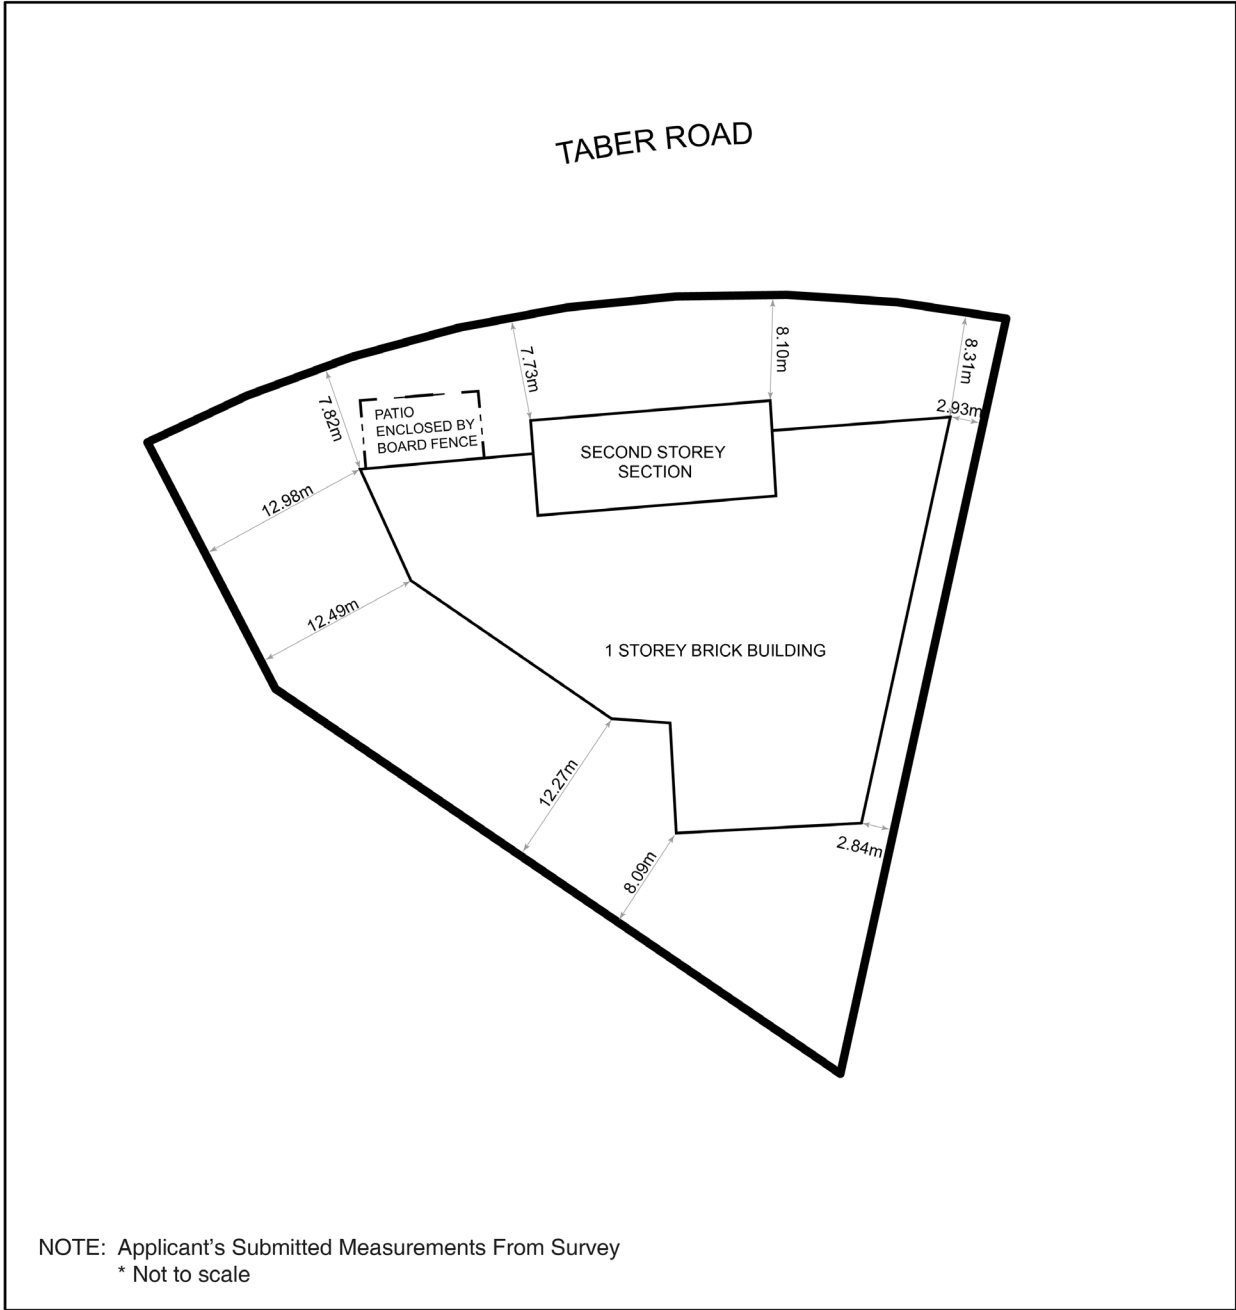 TABER ROAD
8.10m
8.31m
7.73m
7.82m
2.93m
PATIO
ENCLOSED BY
BOARD FENCE
SECOND STOREY
SECTION
12.98m
12.49m
1 STOREY BRICK BUILDING
12.27m
8.09m
2.84m
NOTE: Applicant's Submitted Measurements From Survey
* Not to scale